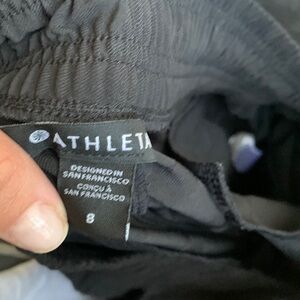 ATHLETA
DESIGNED IN
SAN FRANCISCO
CONÇU À
SAN FRANCISCO
8